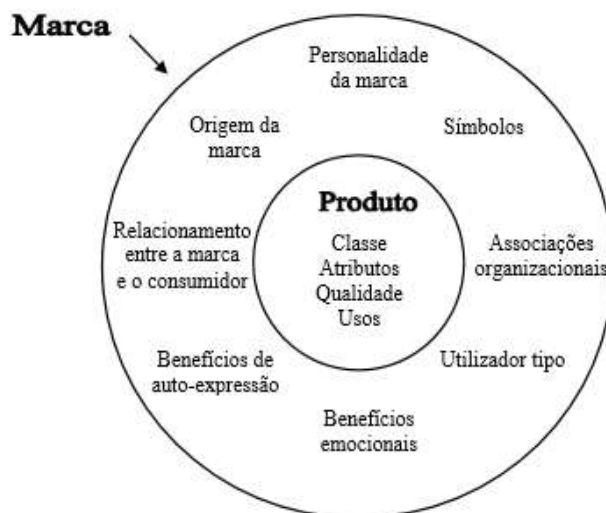 Marca
Personalidade
da marca
Origem da
marca
Símbolos
Produto
Classe
Atributos
Qualidade
Usos
Relacionamento
entre a marca
e o consumidor
Associações
organizacionais
Benefícios de
auto-expressão
Utilizador tipo
Benefícios
emocionais